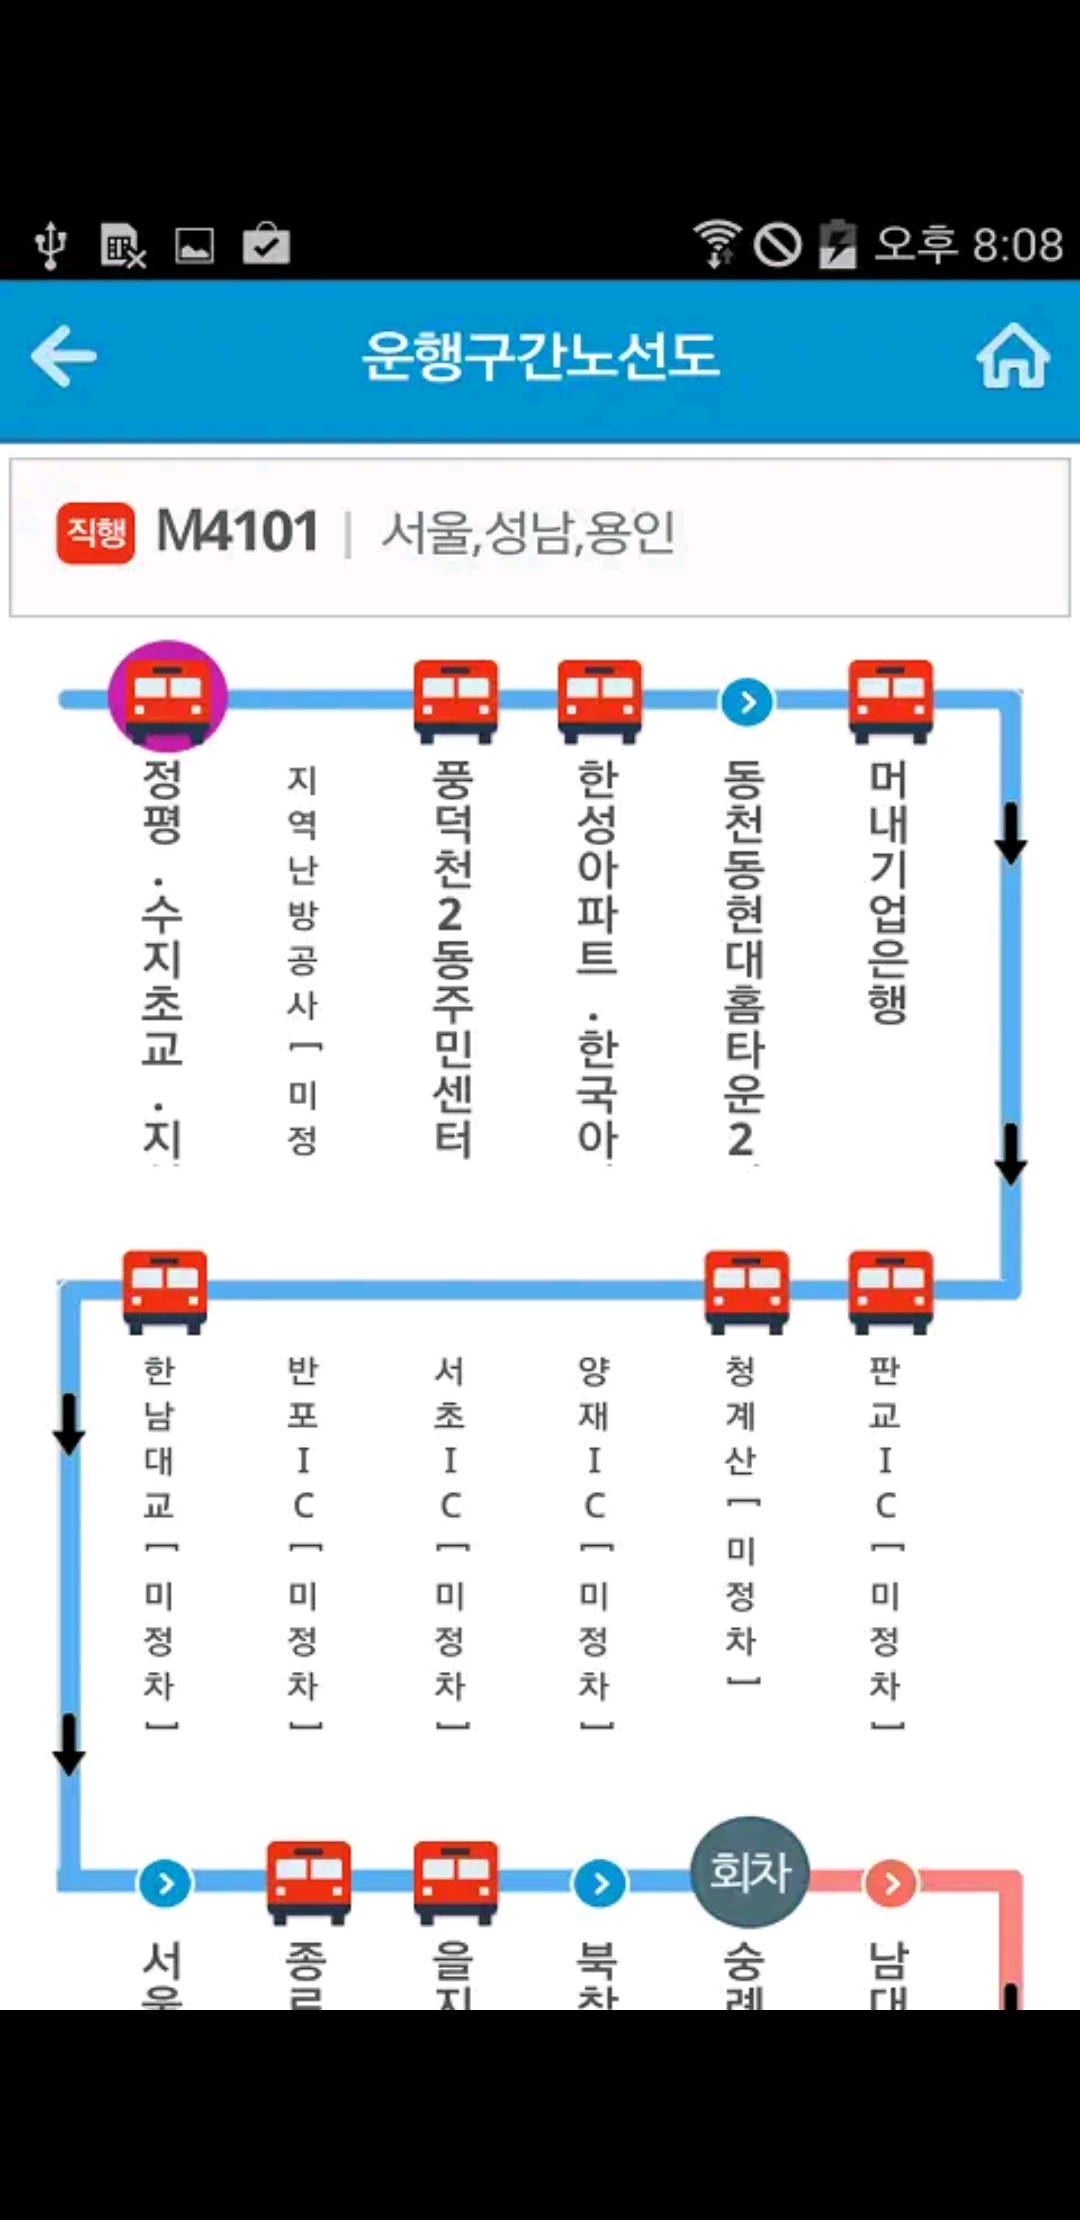 오후 8:08
운행구간노선도
직행 M4101 | 서울,성남,용인
정평.수지초교.지
지역난방공사[미정
풍덕천2동주민센터
한성아파트.한국아
동천동현대홈타운2
머내기업은행
한남대교[미정차]
반포IC[미정차]
서초IC[미정차]
양재IC[미정차]
청계산[미정차]
판교IC[미정차]
회차
서울
종로
을지
북창
숭례
남대